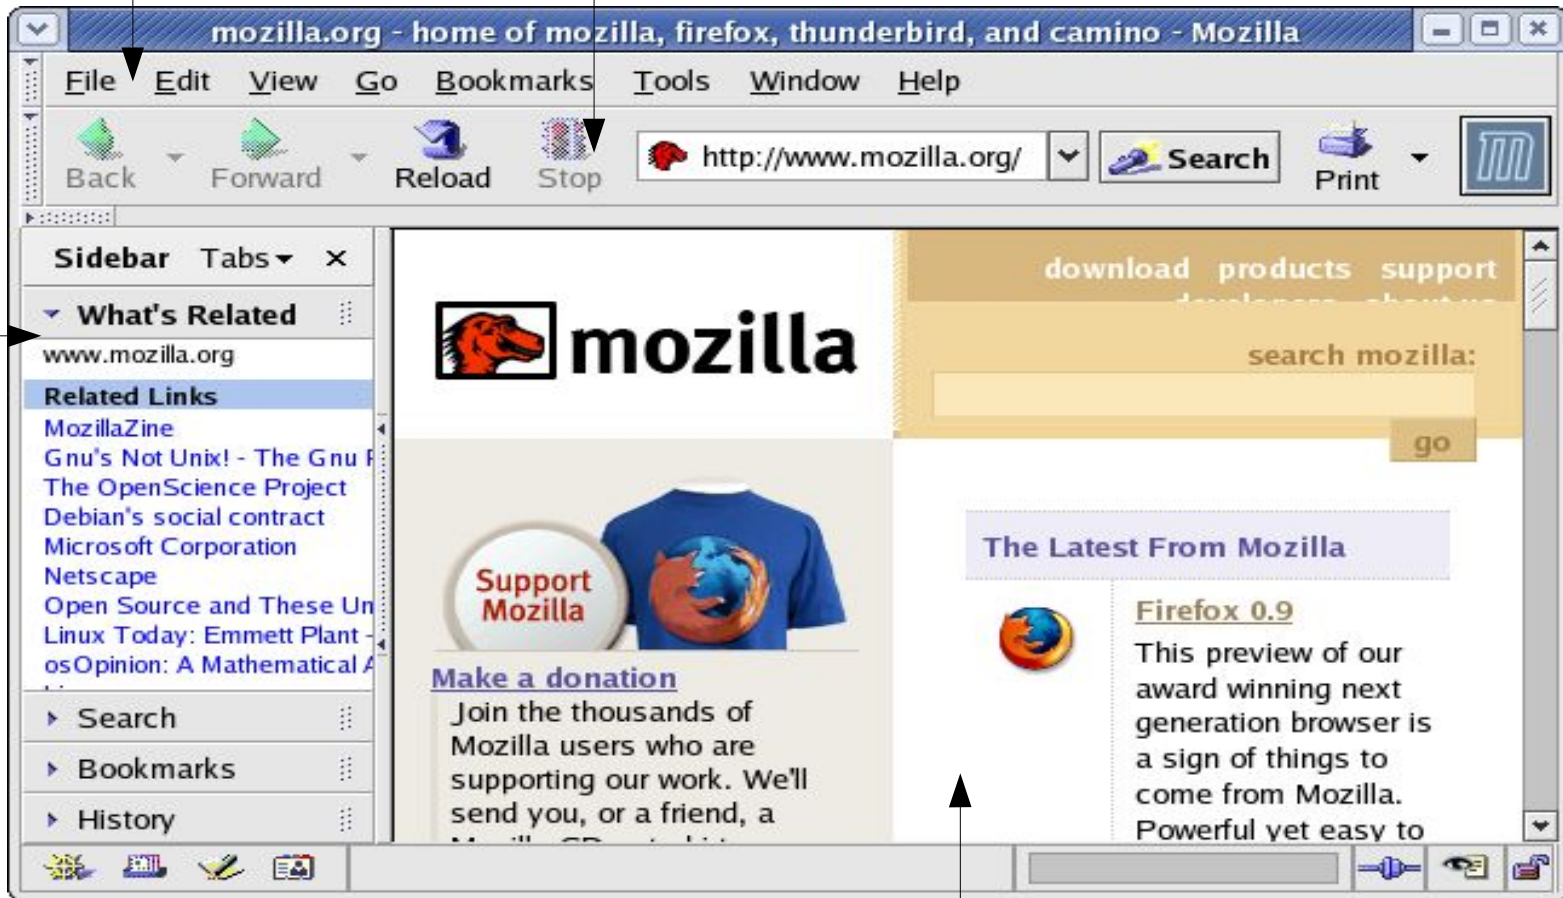 mozilla.org - home of mozilla, firefox, thunderbird, and camino - Mozilla
File Edit View Go Bookmarks Tools Window Help
Back Forward Reload Stop http://www.mozilla.org/ Search Print
Sidebar Tabs
What's Related
www.mozilla.org
Related Links
MozillaZine
Gnu's Not Unix! - The Gnu
The OpenScience Project
Debian's social contract
Microsoft Corporation
Netscape
Open Source and These Un
Linux Today: Emmett Plant -
osOpinion: A Mathematical A
Search
Bookmarks
History
mozilla
download products support
developers about us
search mozilla:
go
Support
Mozilla
Make a donation
Join the thousands of
Mozilla users who are
supporting our work. We'll
send you, or a friend, a
The Latest From Mozilla
Firefox 0.9
This preview of our
award winning next
generation browser is
a sign of things to
come from Mozilla.
Powerful yet easy to